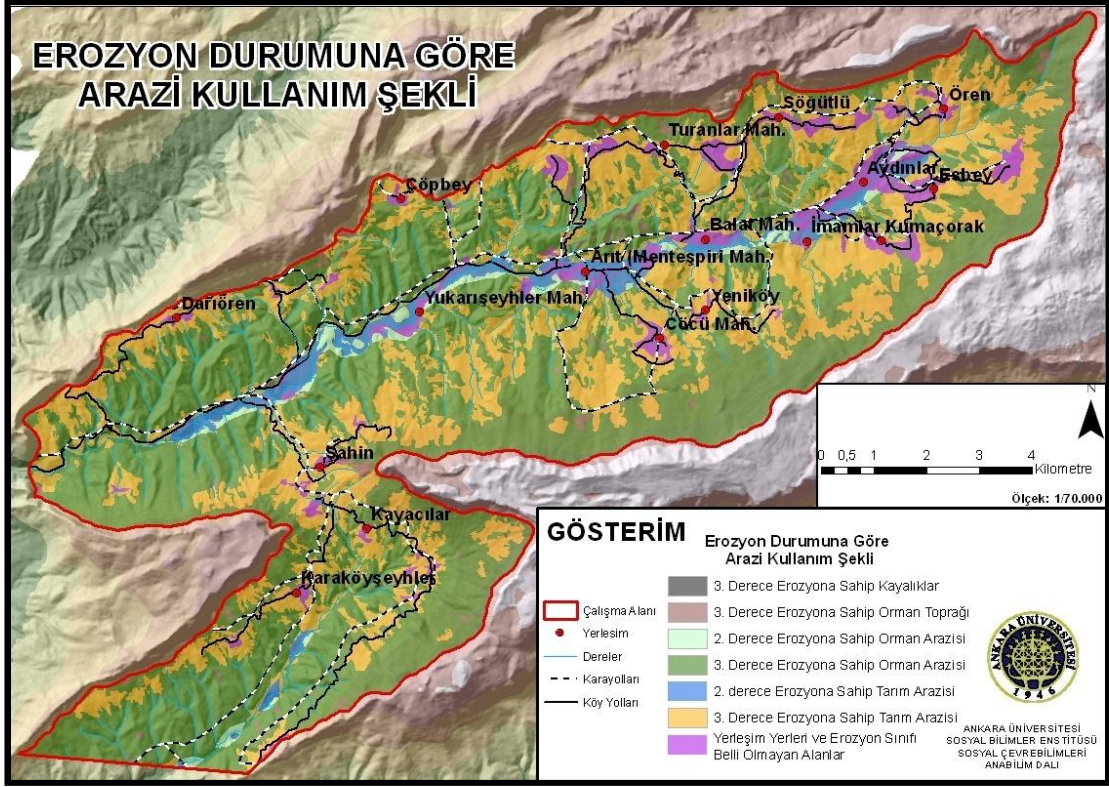 EROZYON DURUMUNA GÖRE
ARAZİ KULLANIM ŞEKLİ
Ören
Söğütlü
Turanlar Mah.
Aydınlar
Esbey
Çöpbey
Balat Mah.
İmamlar
Kumaçorak
Arıt (Menteşpiri Mah.
Darıören
Yukarışeyhler Mah.
Yeniköy
Cöcü Mah.
Şahin
Kayacılar
Karaköyşeyhler
N
0 0,5 1 2 3 4
Kilometre
Ölçek: 1/70.000
GÖSTERİM
Erozyon Durumuna Göre
Arazi Kullanım Şekli
Çalışma Alanı
Yerlesim
Dereler
Karayolları
Köy Yolları
3. Derece Erozyona Sahip Kayalıklar
3. Derece Erozyona Sahip Orman Toprağı
2. Derece Erozyona Sahip Orman Arazisi
3. Derece Erozyona Sahip Orman Arazisi
2. derece Erozyona Sahip Tarım Arazisi
3. Derece Erozyona Sahip Tarım Arazisi
Yerleşim Yerleri ve Erozyon Sınıfı
Belli Olmayan Alanlar
ANKARA ÜNİVERSİTESİ
1946
ANKARA ÜNİVERSİTESİ
SOSYAL BİLİMLER ENSTİTÜSÜ
SOSYAL ÇEVREBİLİMLERİ
ANABİLİM DALI